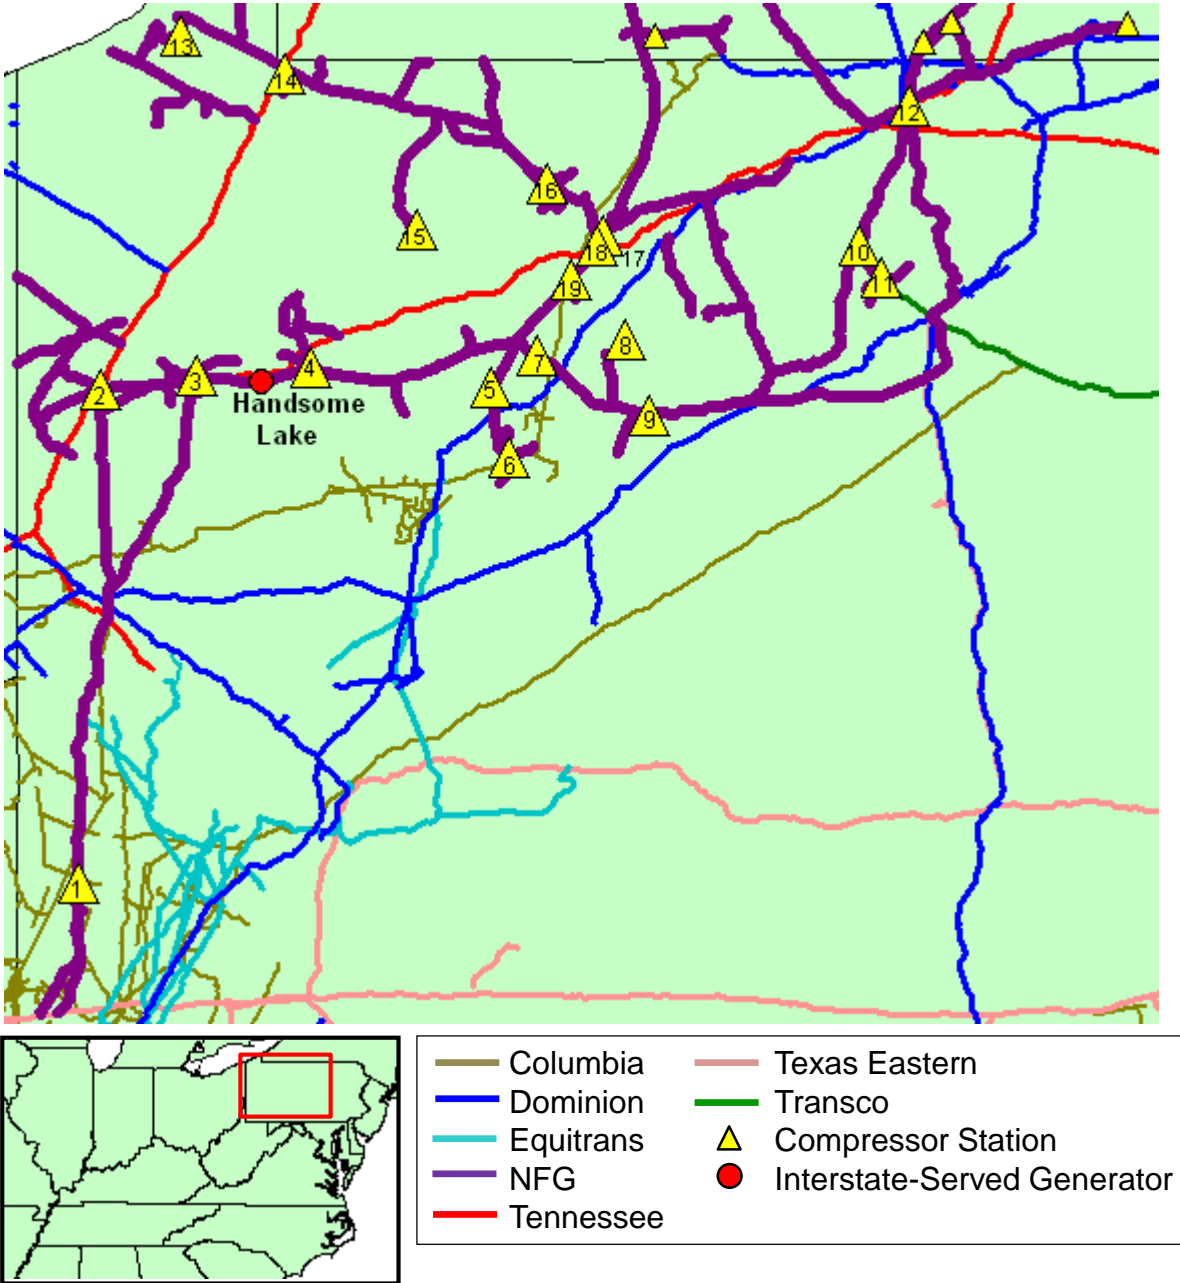 13
14
12
16
15
18
17
10
11
19
8
7
4
3
2
5
9
6
Handsome
Lake
1
Columbia
Dominion
Equitrans
NFG
Tennessee
Texas Eastern
Transco
Compressor Station
Interstate-Served Generator